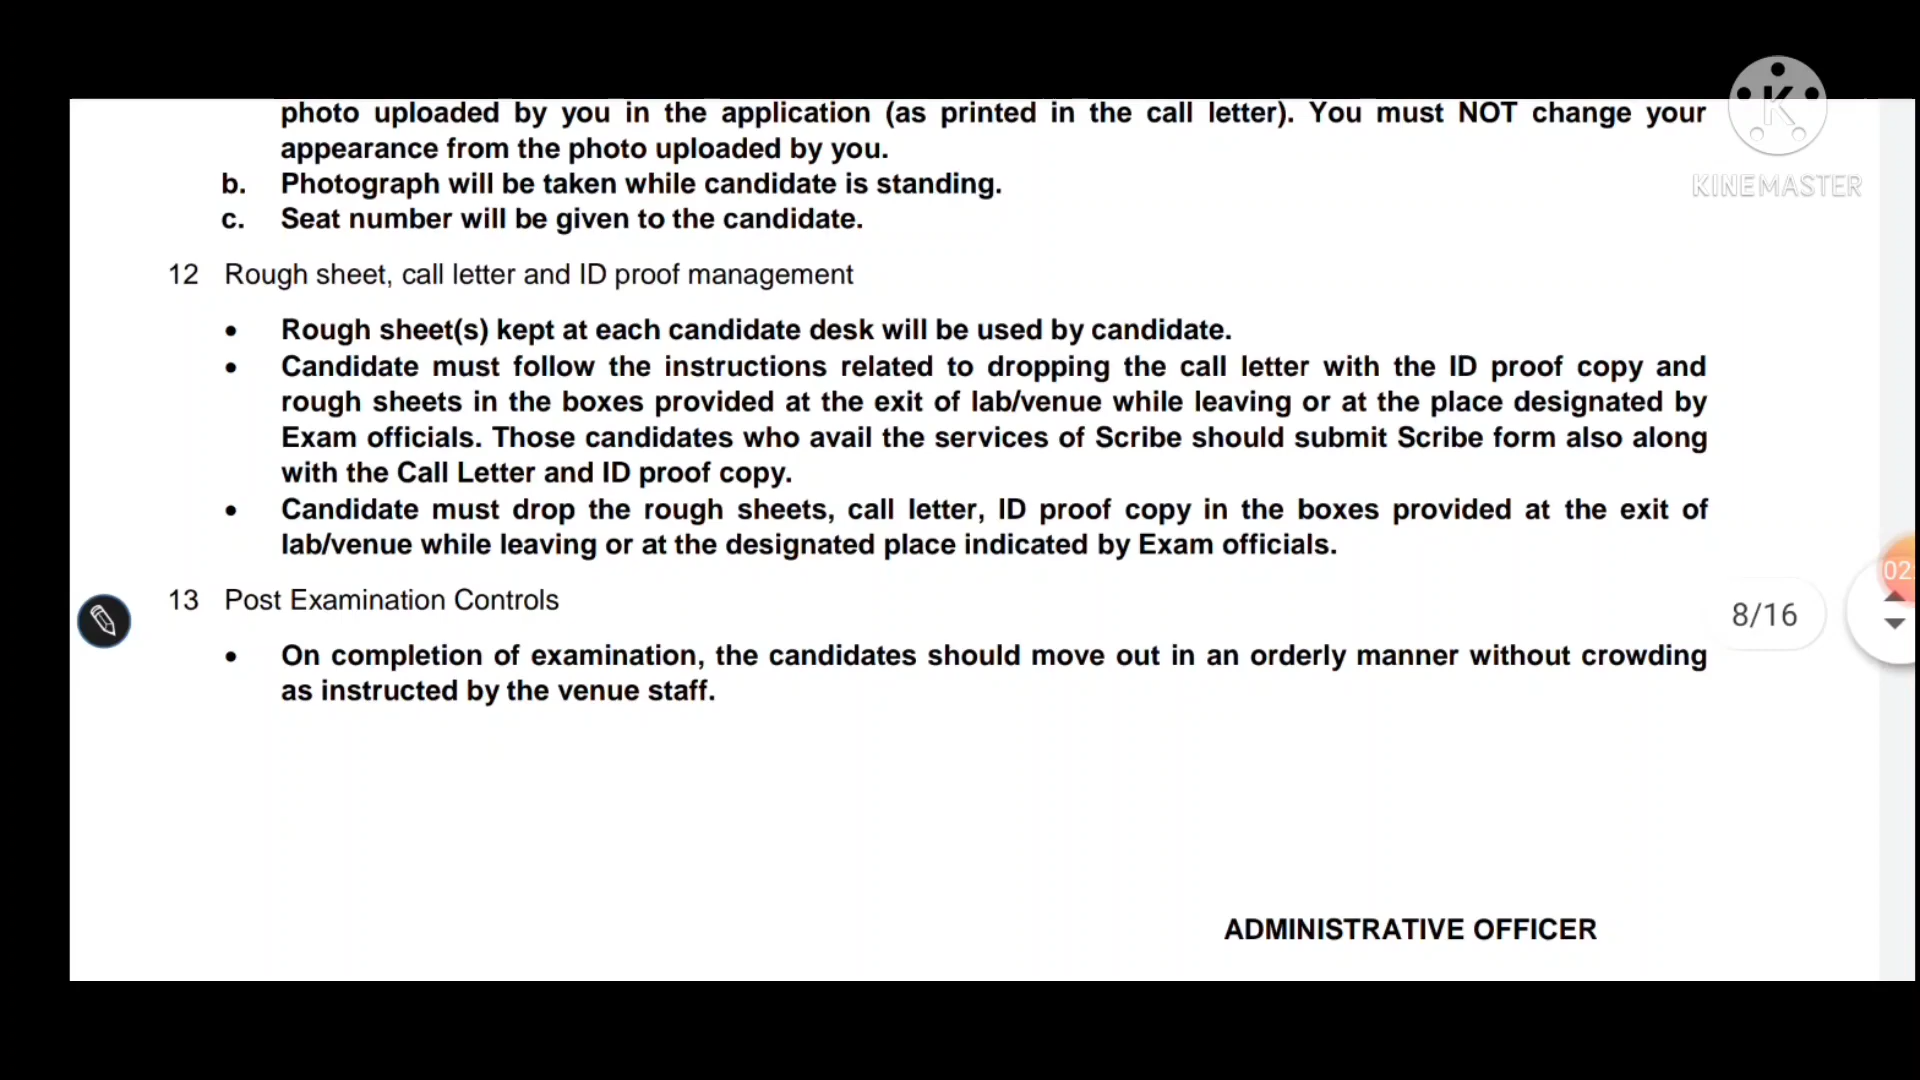 photo uploaded by you in the application (as printed in the call letter). You must NOT change your
appearance from the photo uploaded by you.
b. Photograph will be taken while candidate is standing.
c. Seat number will be given to the candidate.
K
KINEMASTER
12 Rough sheet, call letter and ID proof management
• Rough sheet(s) kept at each candidate desk will be used by candidate.
• Candidate must follow the instructions related to dropping the call letter with the ID proof copy and
rough sheets in the boxes provided at the exit of lab/venue while leaving or at the place designated by
Exam officials. Those candidates who avail the services of Scribe should submit Scribe form also along
with the Call Letter and ID proof copy.
• Candidate must drop the rough sheets, call letter, ID proof copy in the boxes provided at the exit of
lab/venue while leaving or at the designated place indicated by Exam officials.
13 Post Examination Controls
02
8/16
• On completion of examination, the candidates should move out in an orderly manner without crowding
as instructed by the venue staff.
ADMINISTRATIVE OFFICER